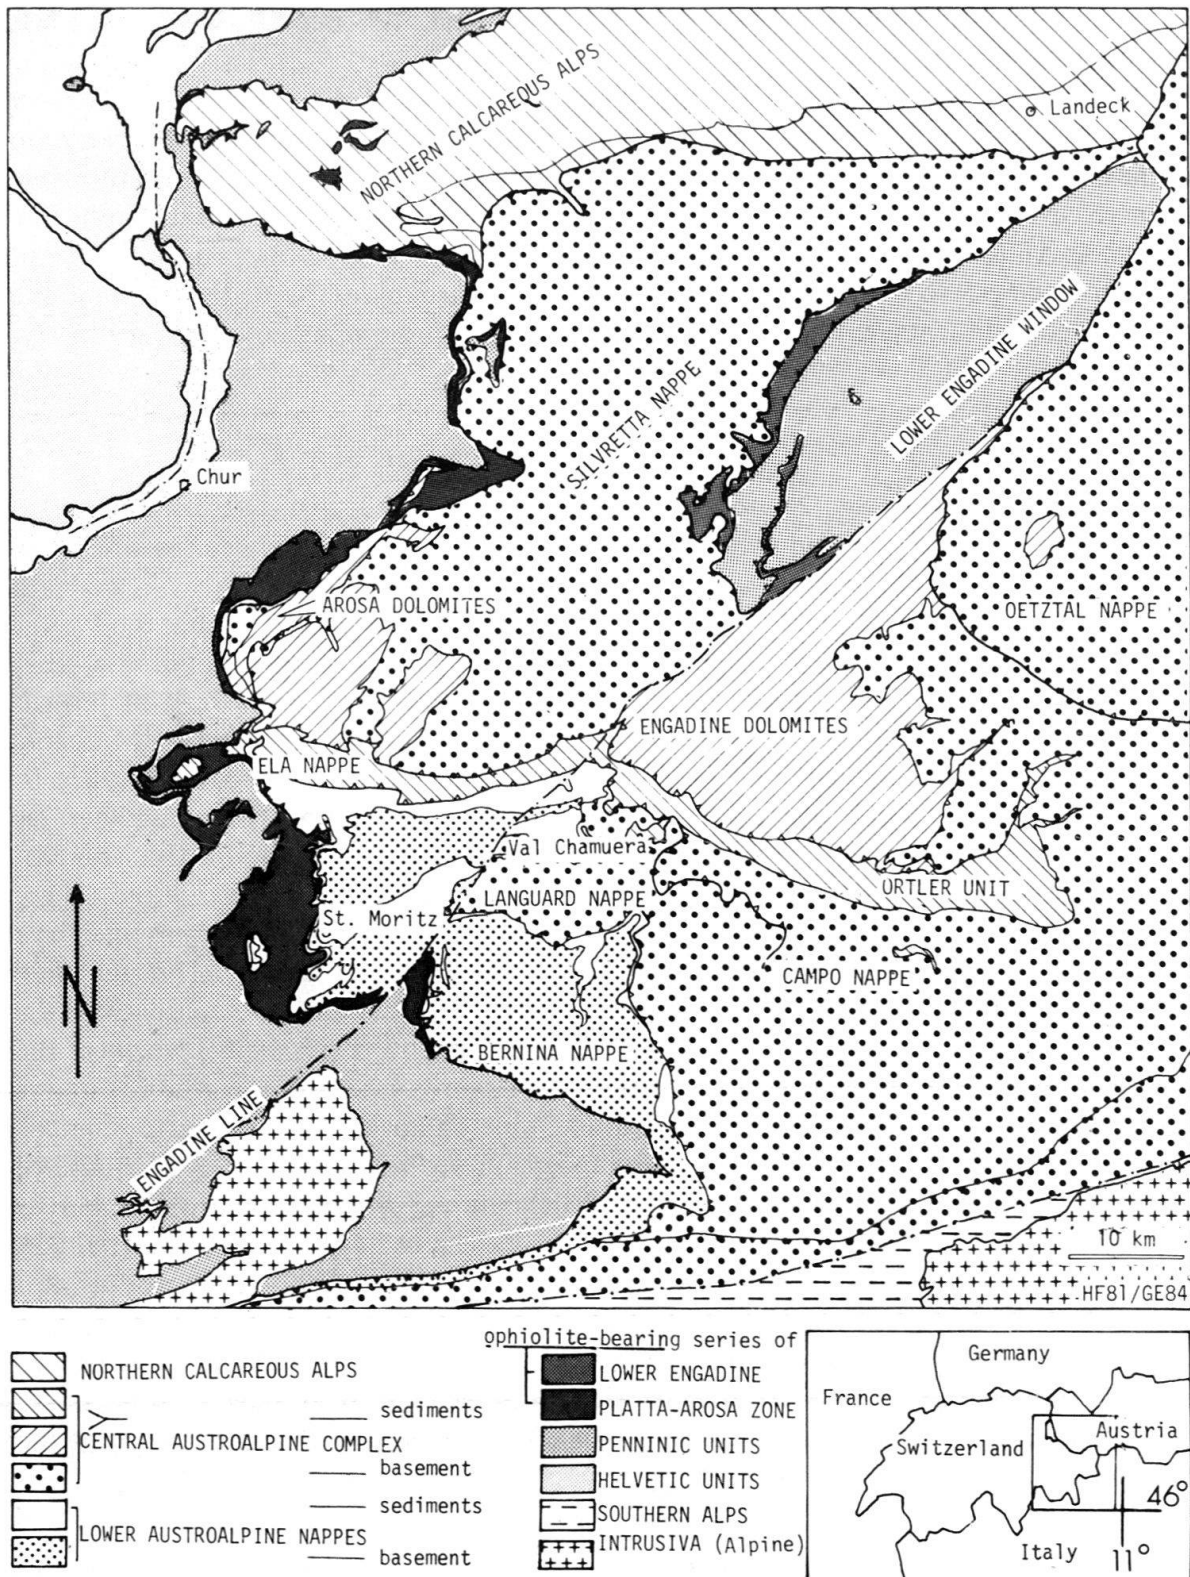 NORTHERN CALCAREOUS ALPS
Landeck
LOWER ENGADINE WINDOW
SILVRETTA NAPPE
Chur
AROSA DOLOMITES
OETZTAL NAPPE
ENGADINE DOLOMITES
ELA NAPPE
Val Chamuera
ORTLER UNIT
LANGUARD NAPPE
St. Moritz
CAMPO NAPPE
N
BERNINA NAPPE
ENGADINE LINE
10 km
HF81/GE84
NORTHERN CALCAREOUS ALPS
sediments
CENTRAL AUSTROALPINE COMPLEX
basement
sediments
LOWER AUSTROALPINE NAPPES
basement
ophiolite-bearing series of
LOWER ENGADINE
PLATTA-AROSA ZONE
PENNINIC UNITS
HELVETIC UNITS
SOUTHERN ALPS
INTRUSIVA (Alpine)
Germany
France
Austria
Switzerland
46°
Italy
11°